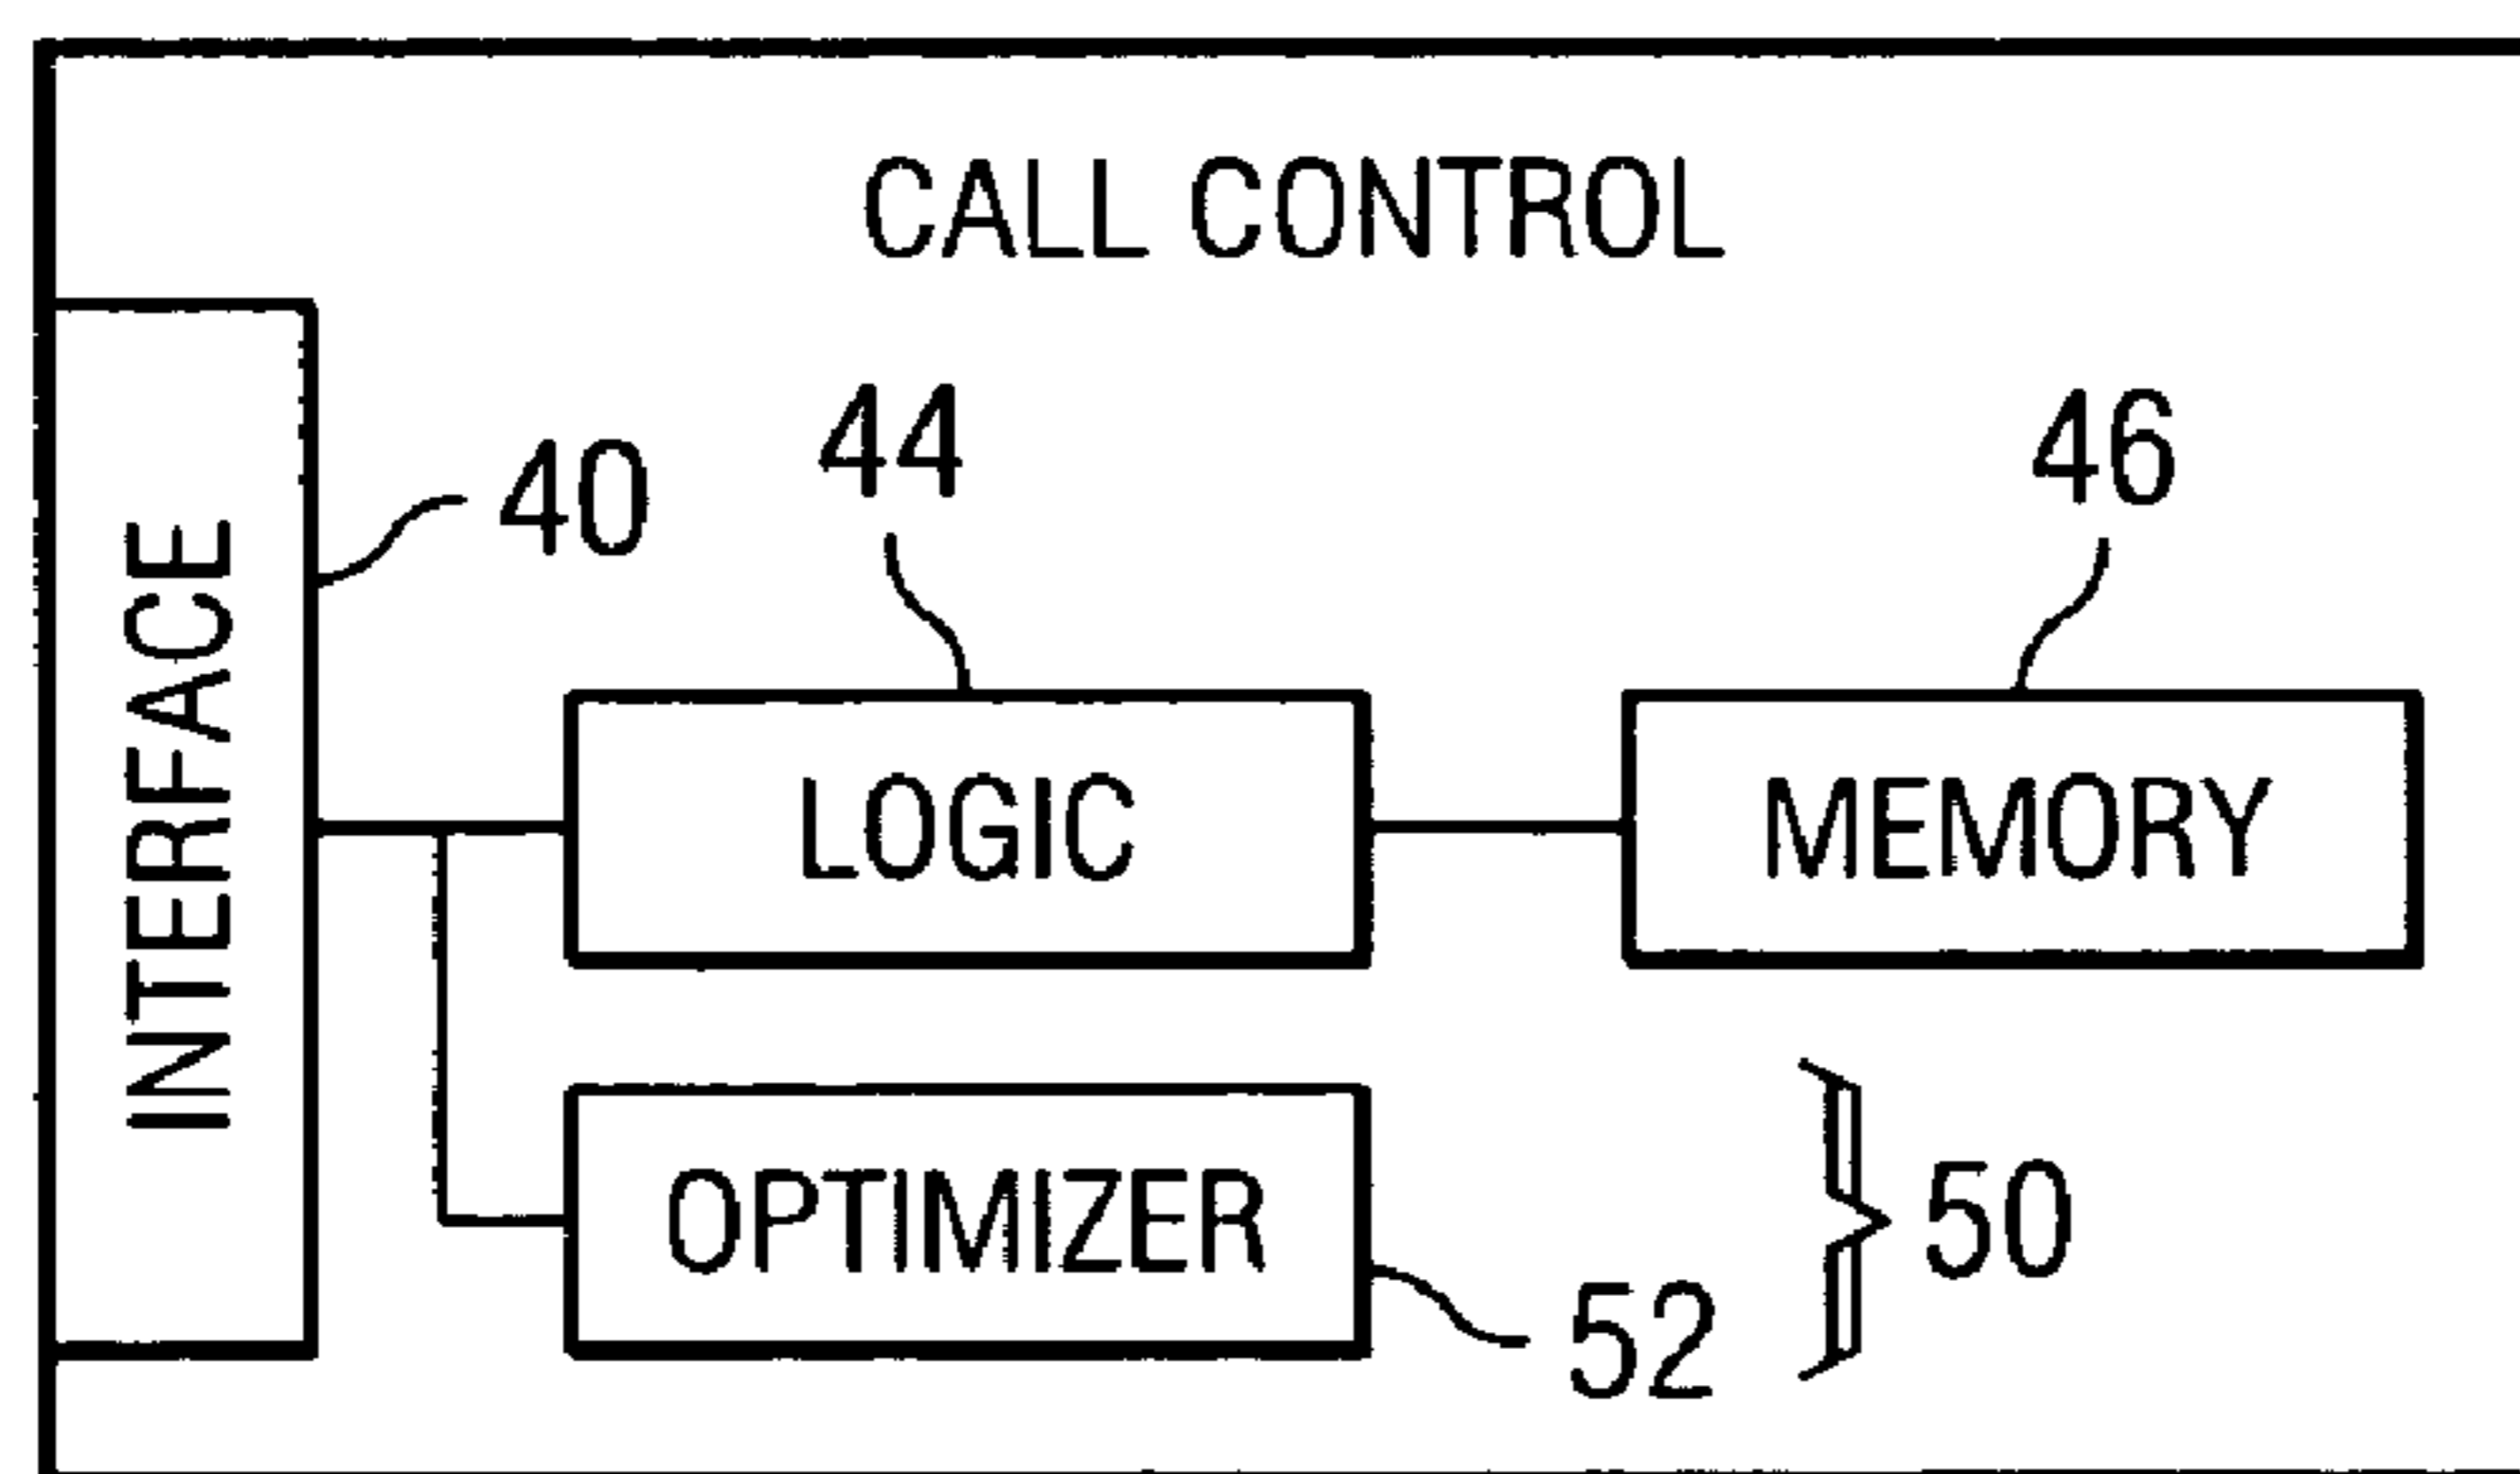 CALL CONTROL
INTERFACE
40
44
46
LOGIC
MEMORY
OPTIMIZER
52
50